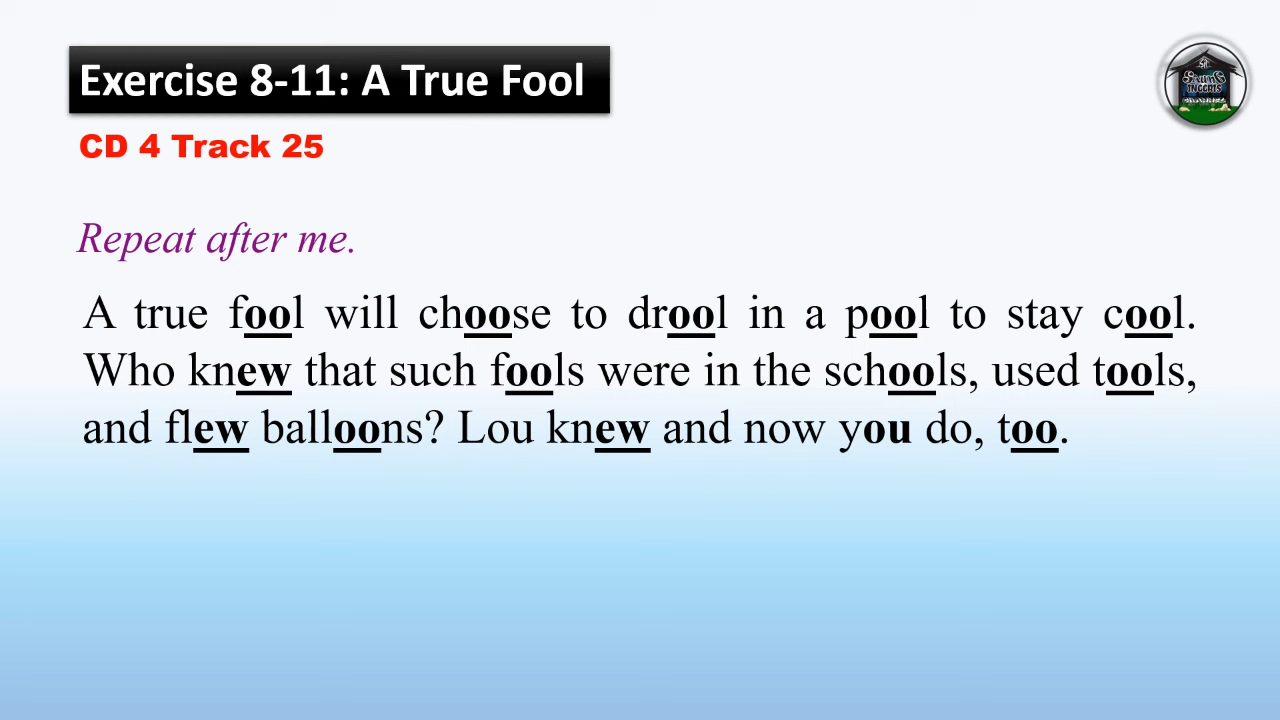 Exercise 8-11: A True Fool
CD 4 Track 25
Repeat after me.
A true fool will choose to drool in a pool to stay cool.
Who knew that such fools were in the schools, used tools,
and flew balloons? Lou knew and now you do, too.
INGGRIS